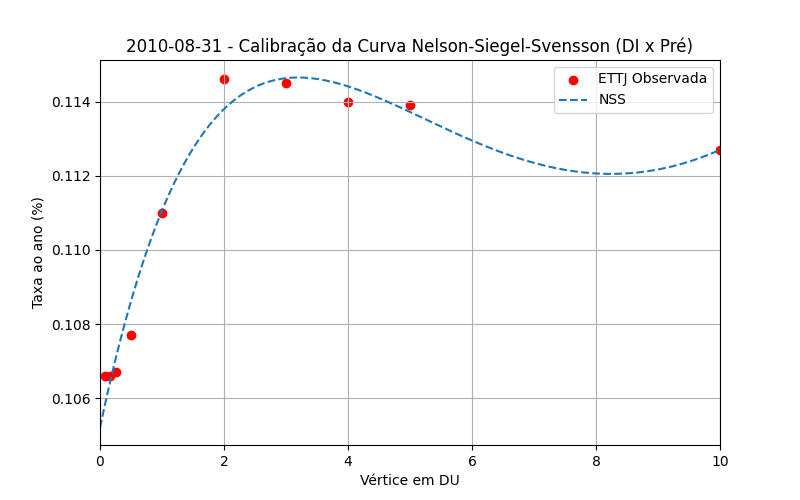 2010-08-31 - Calibração da Curva Nelson-Siegel-Svensson (DI x Pré)
ETTJ Observada
NSS
Taxa ao ano (%)
0.114
0.112
0.110
0.108
0.106
0
2
4
6
8
10
Vértice em DU